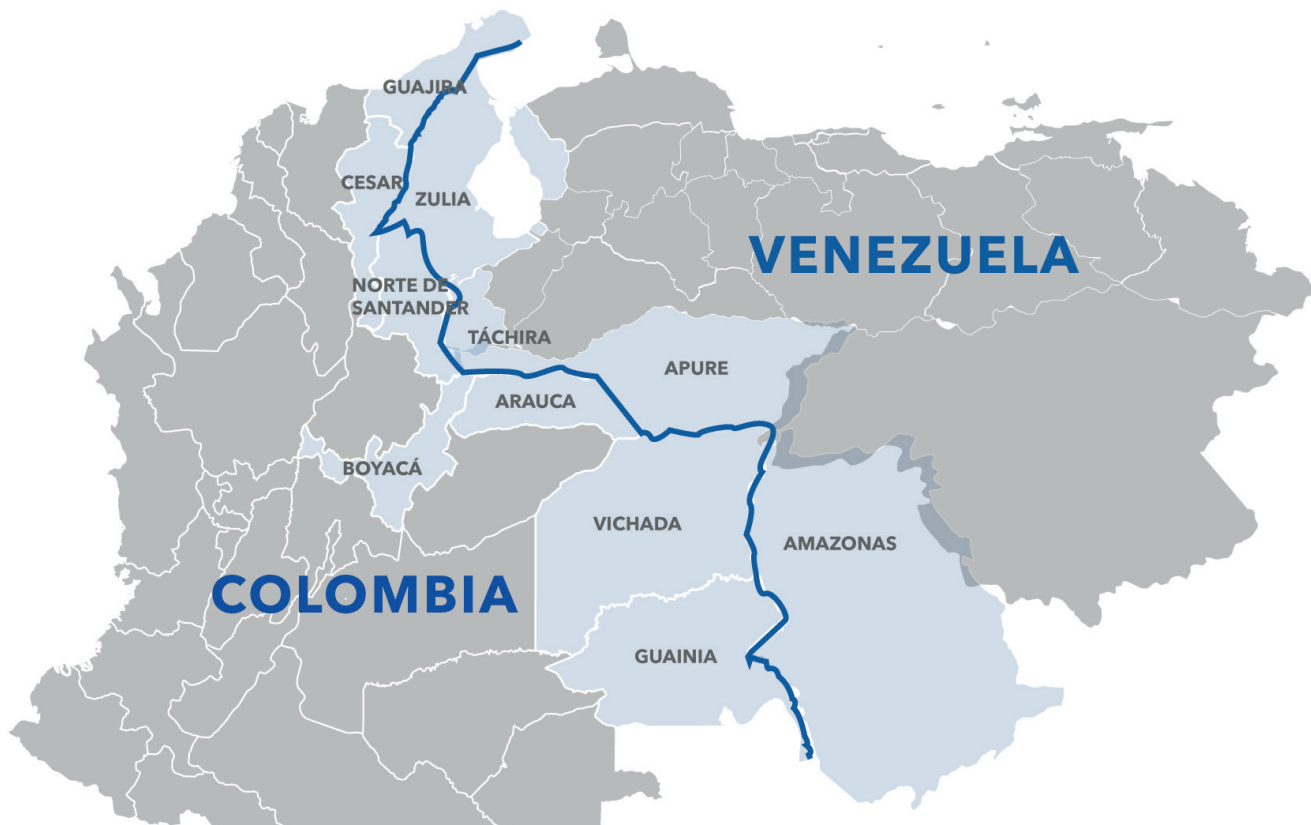 GUAJIRA
CESAR
ZULIA
VENEZUELA
NORTE DE
SANTANDER
TÁCHIRA
APURE
ARAUCA
BOYACÁ
VICHADA
AMAZONAS
COLOMBIA
GUAINIA